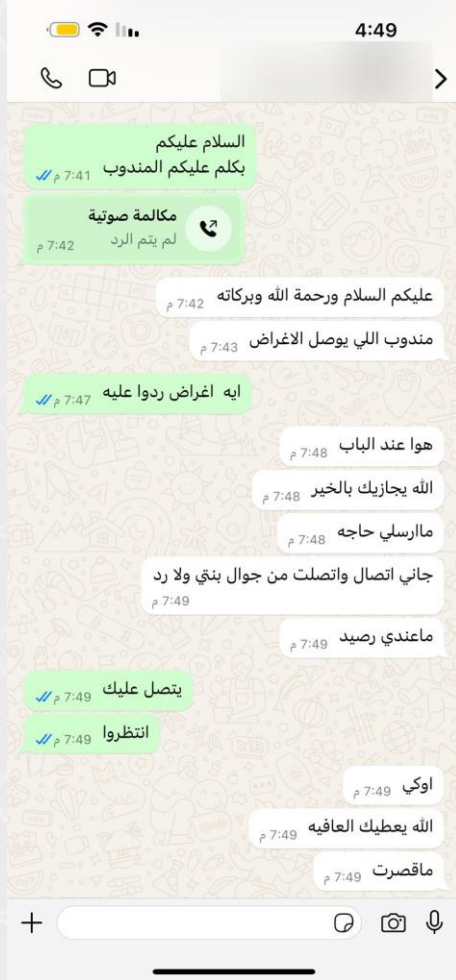 4:49
السلام عليكم
بكلم عليكم المندوب
7:41 م
مكالمة صوتية
لم يتم الرد
7:42 م
عليكم السلام ورحمة الله وبركاته
7:42 م
مندوب اللي يوصل الاغراض
7:43 م
ايه اغراض ردوا عليه
7:47 م
هوا عند الباب
7:48 م
الله يجازيك بالخير
7:48 م
ماارسلي حاجه
7:48 م
جاني اتصال واتصلت من جوال بنتي ولا رد
7:49 م
ماعندي رصيد
7:49 م
يتصل عليك
7:49 م
انتظروا
7:49 م
اوكي
7:49 م
الله يعطيك العافيه
7:49 م
ماقصرت
7:49 م